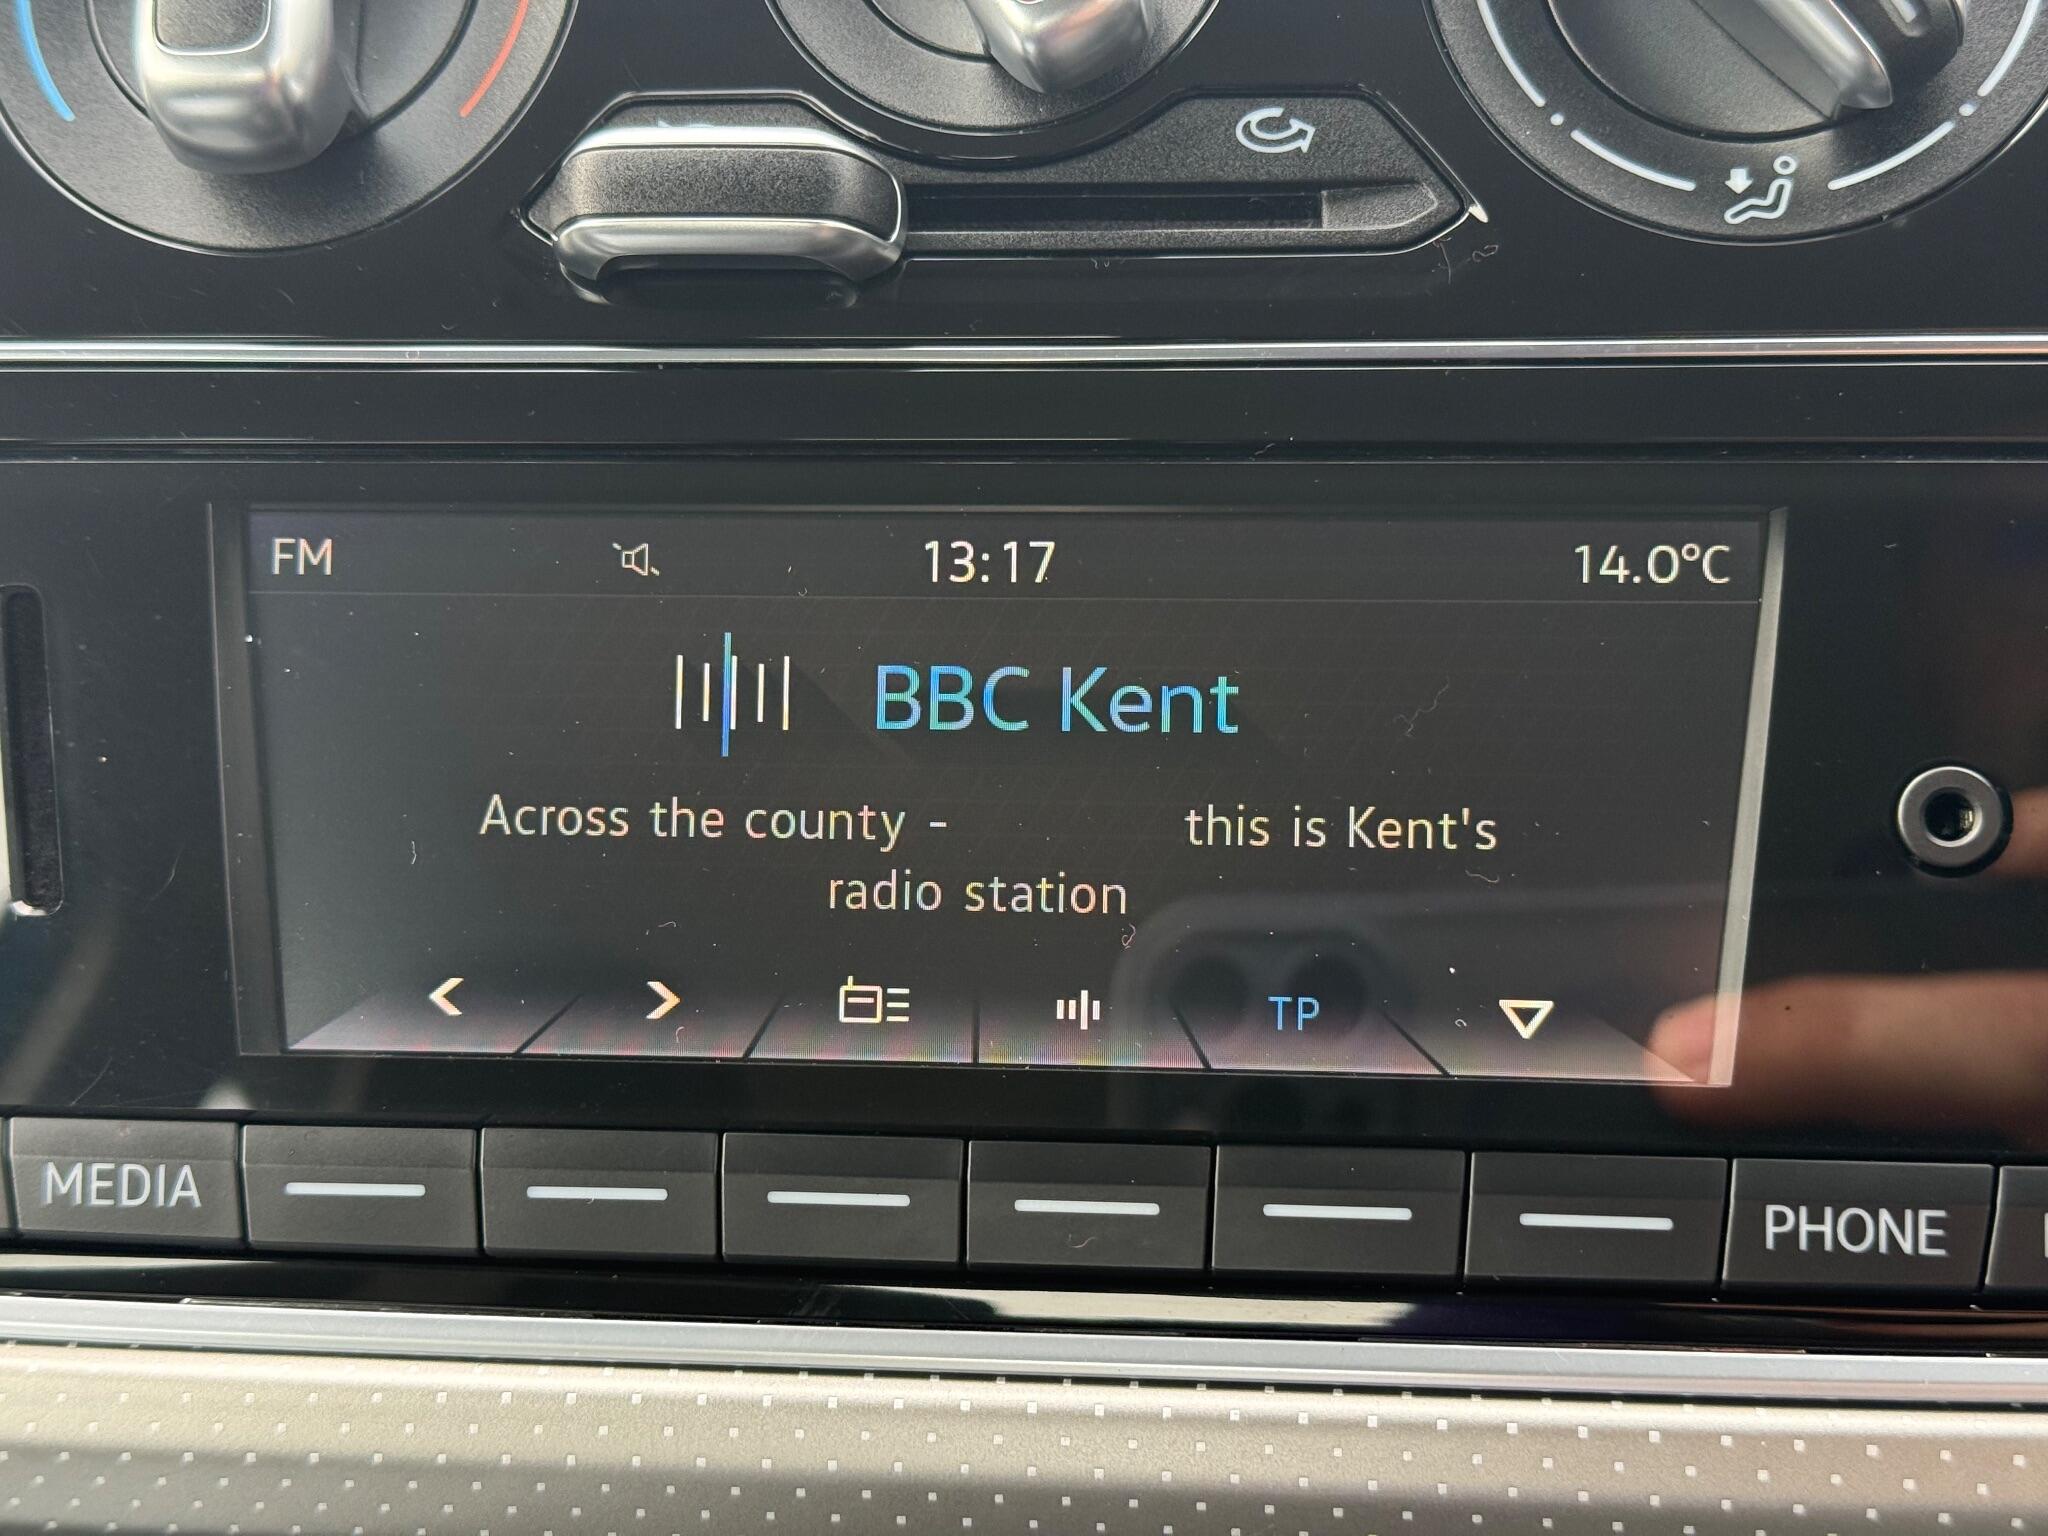 FM 13:17 14.0°C
BBC Kent
Across the county - this is Kent's
radio station
TP
MEDIA PHONE